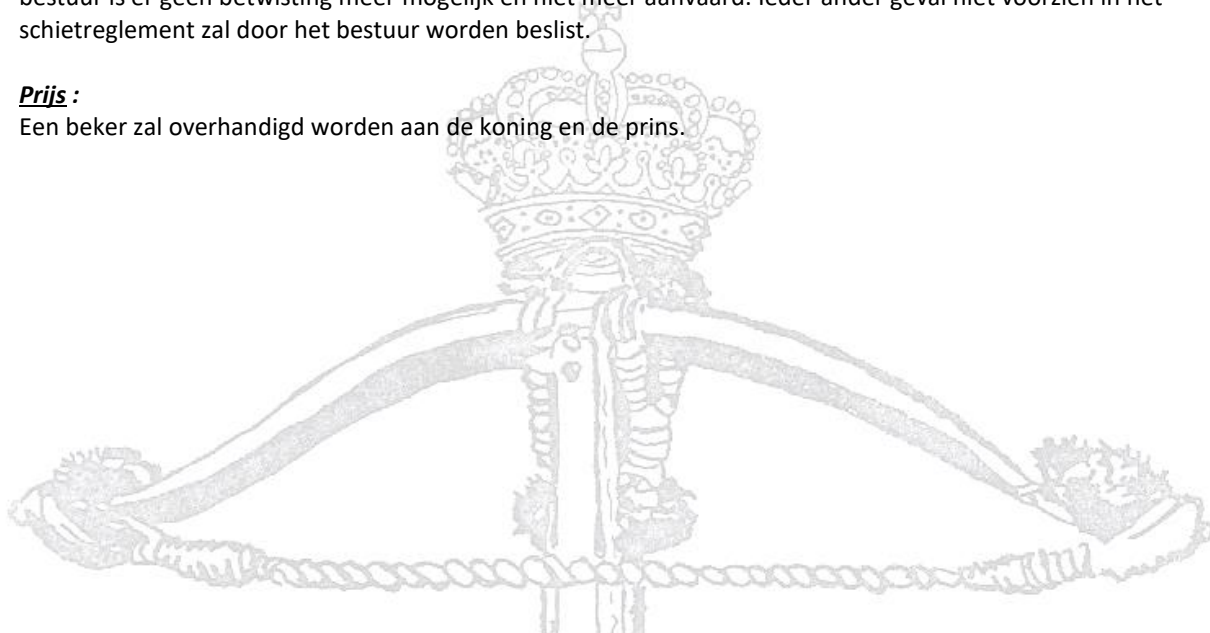 bestuur is er geen betwisting meer mogelijk en niet meer aanvaard. Ieder ander geval niet voorzien in het
schietreglement zal door het bestuur worden beslist.
Prijs :
Een beker zal overhandigd worden aan de koning en de prins.